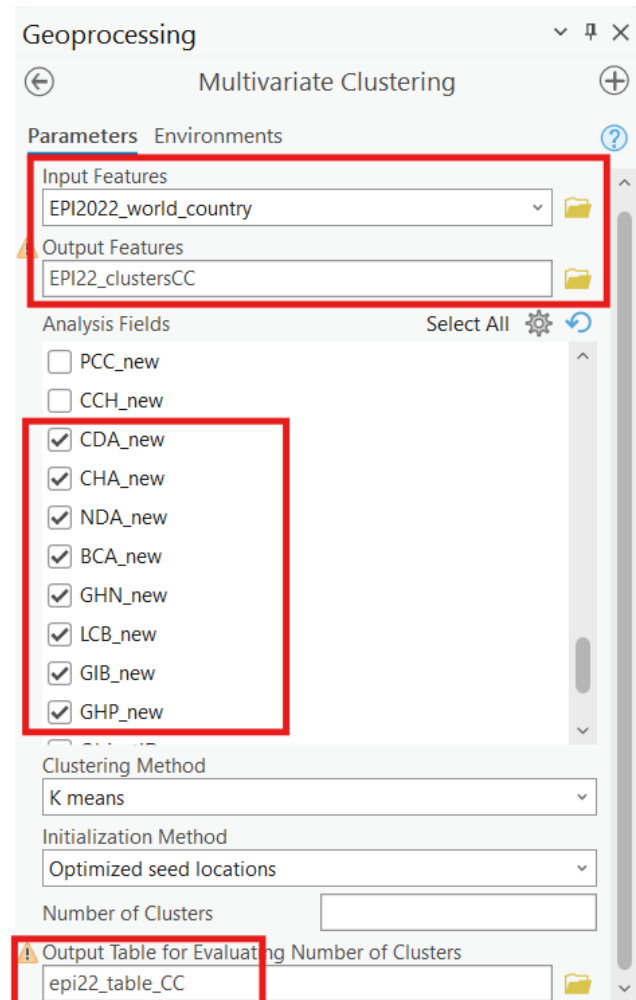 Geoprocessing
Multivariate Clustering
Parameters Environments
Input Features
EPI2022_world_country
Output Features
EPI22_clustersCC
Analysis Fields Select All
PCC_new
CCH_new
CDA_new
CHA_new
NDA_new
BCA_new
GHN_new
LCB_new
GIB_new
GHP_new
Clustering Method
K means
Initialization Method
Optimized seed locations
Number of Clusters
Output Table for Evaluating Number of Clusters
epi22_table_CC